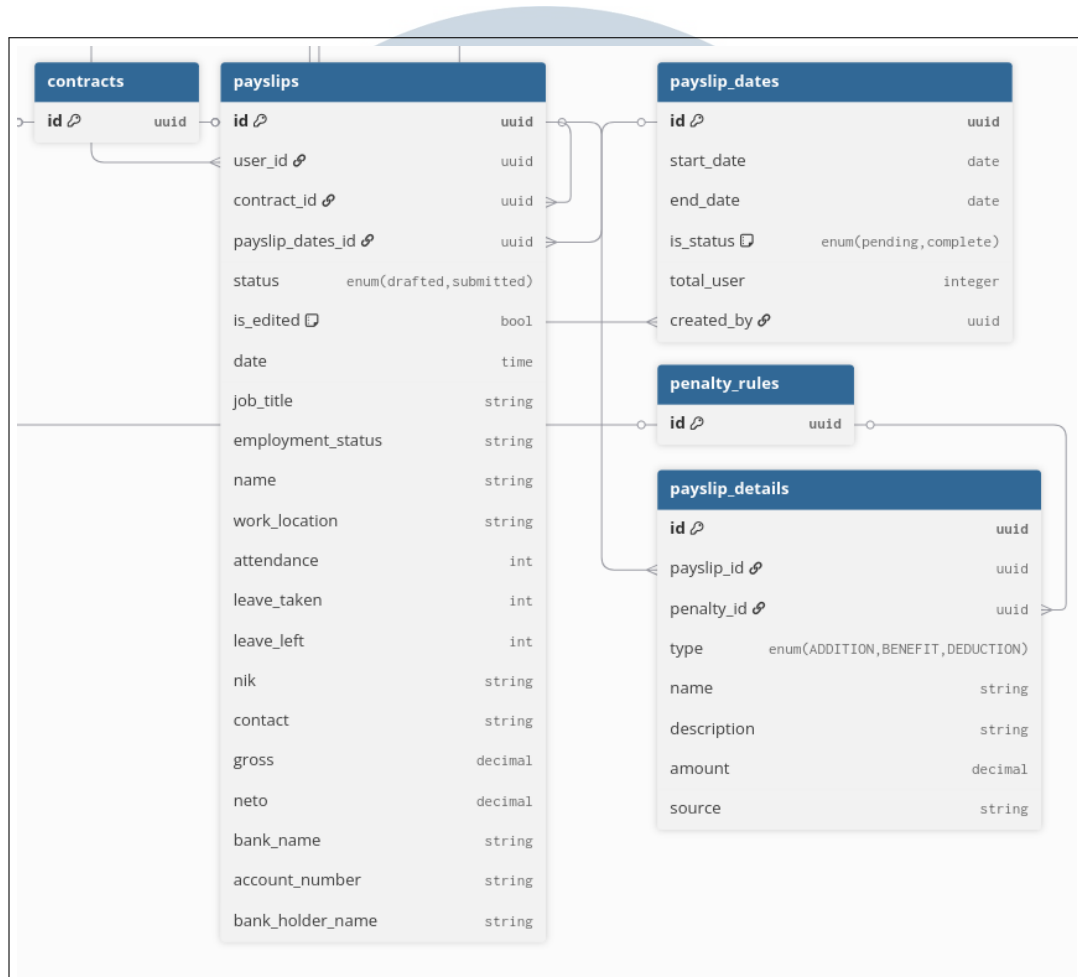 contracts
id uuid
payslips
id uuid
user_id uuid
contract_id uuid
payslip_dates_id uuid
status enum(drafted,submitted)
is_edited bool
date time
job_title string
employment_status string
name string
work_location string
attendance int
leave_taken int
leave_left int
nik string
contact string
gross decimal
neto decimal
bank_name string
account_number string
bank_holder_name string
payslip_dates
id uuid
start_date date
end_date date
is_status enum(pending,complete)
total_user integer
created_by uuid
penalty_rules
id uuid
payslip_details
id uuid
payslip_id uuid
penalty_id uuid
type enum(ADDITION,BENEFIT,DEDUCTION)
name string
description string
amount decimal
source string